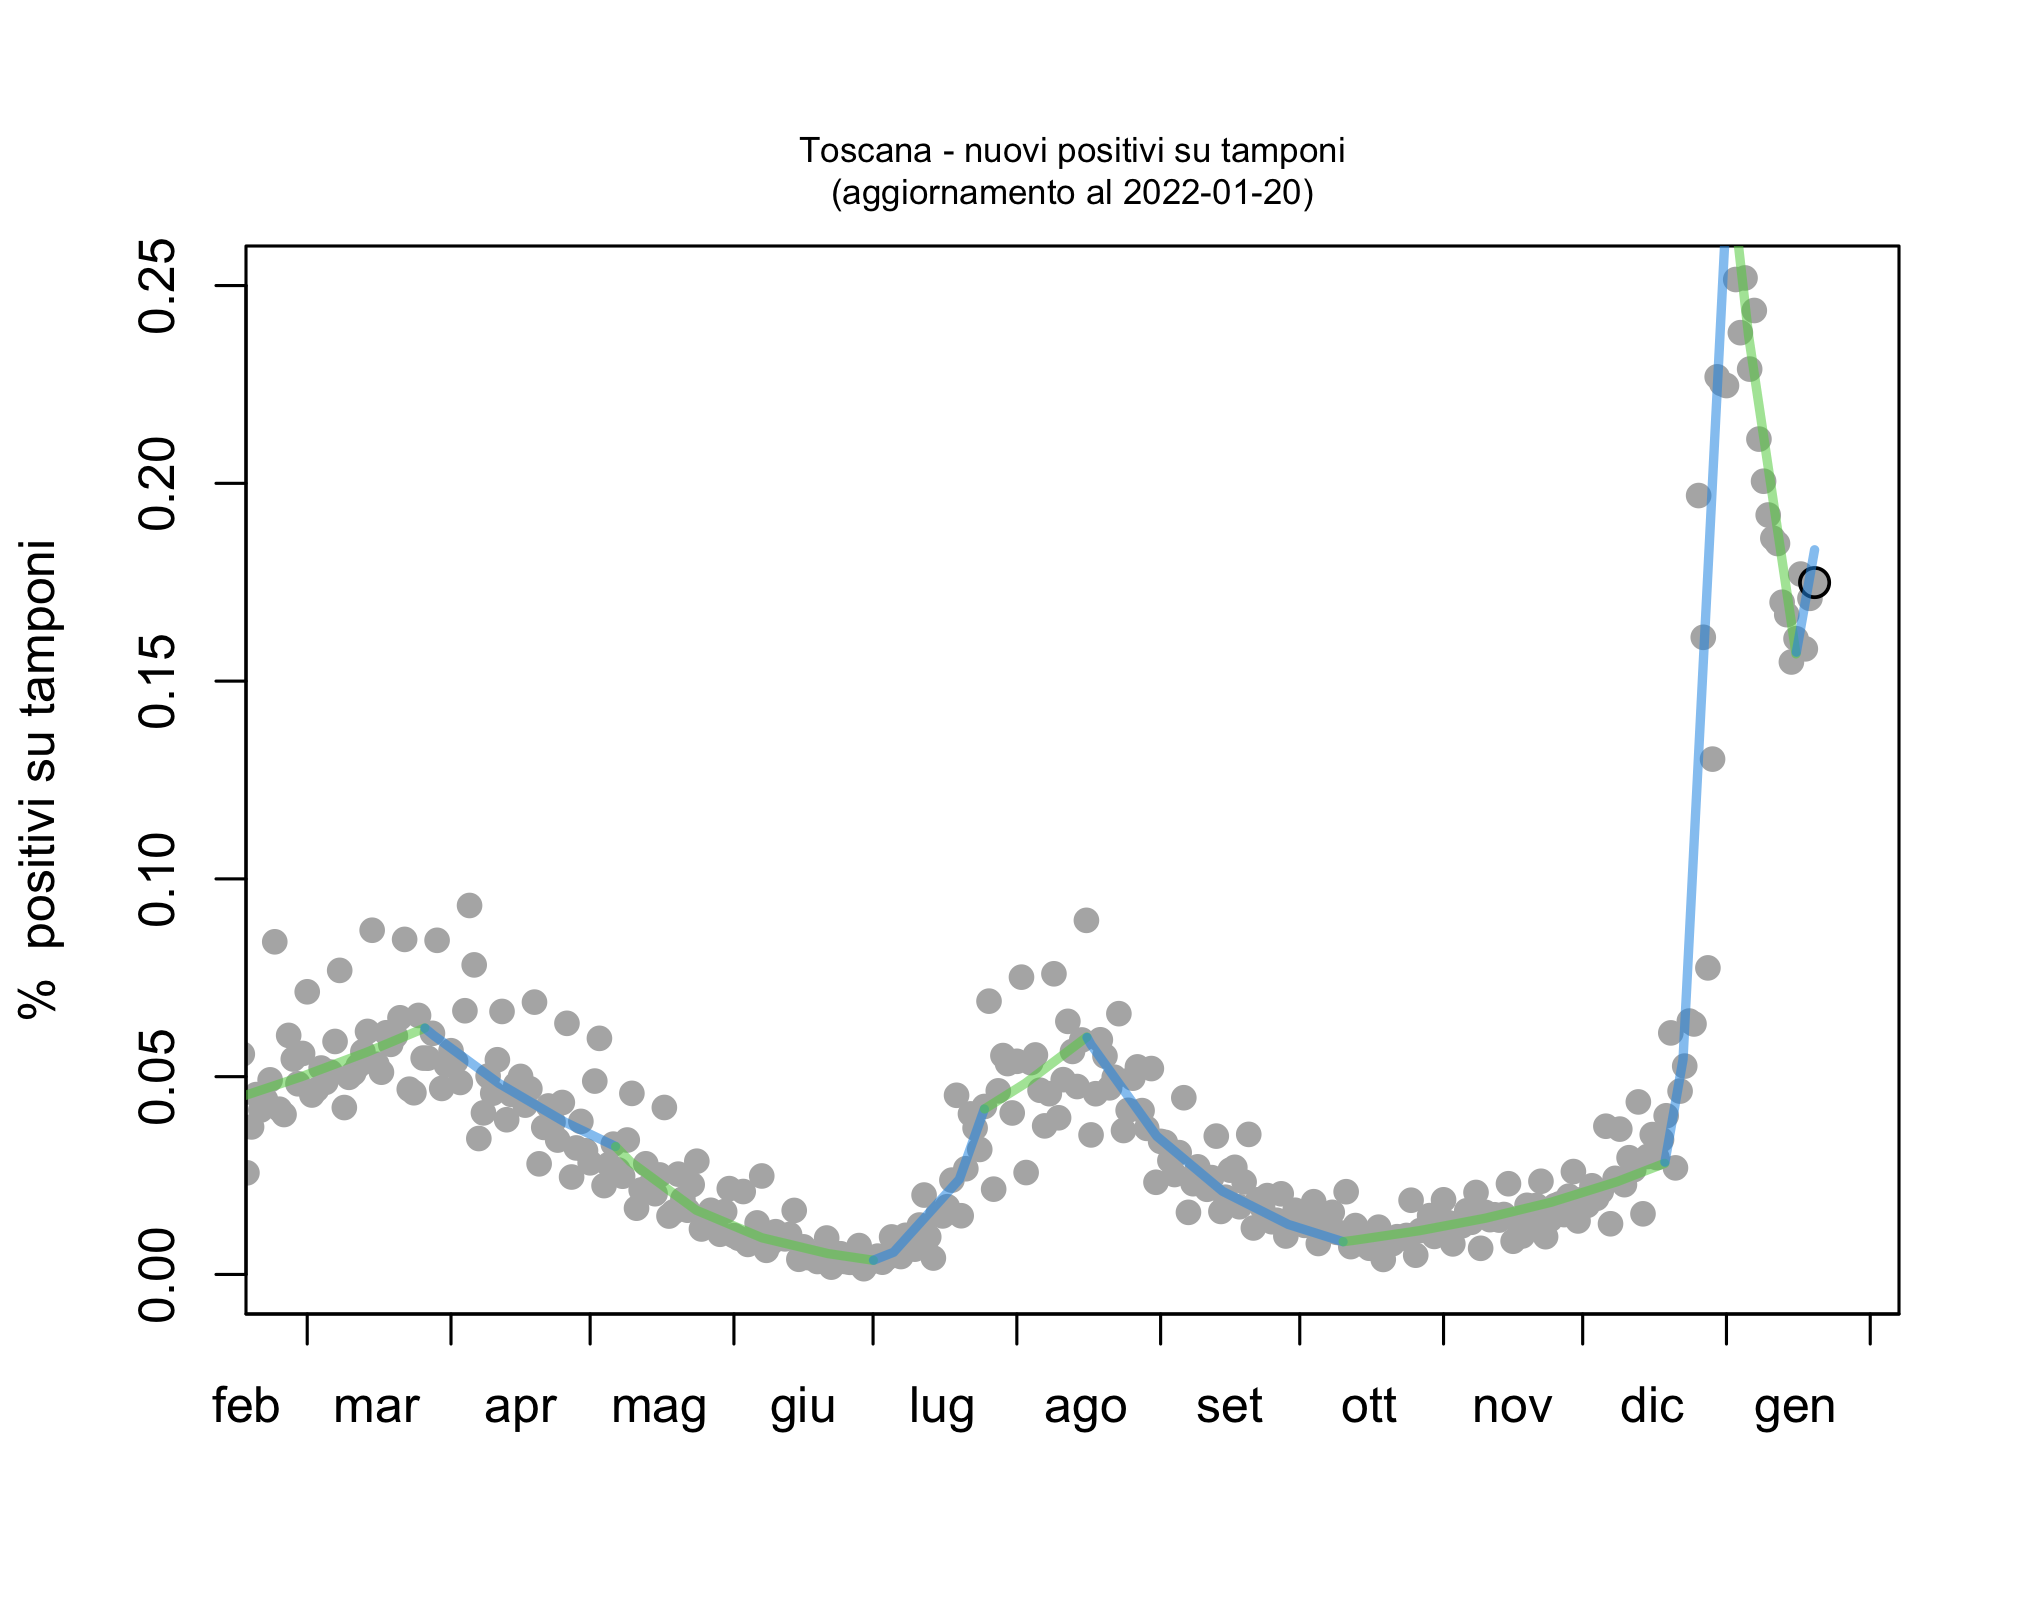 Toscana - nuovi positivi su tamponi
(aggiornamento al 2022-01-20)
% positivi su tamponi
0.25
0.20
0.15
0.10
0.05
0.00
feb mar apr mag giu lug ago set ott nov dic gen